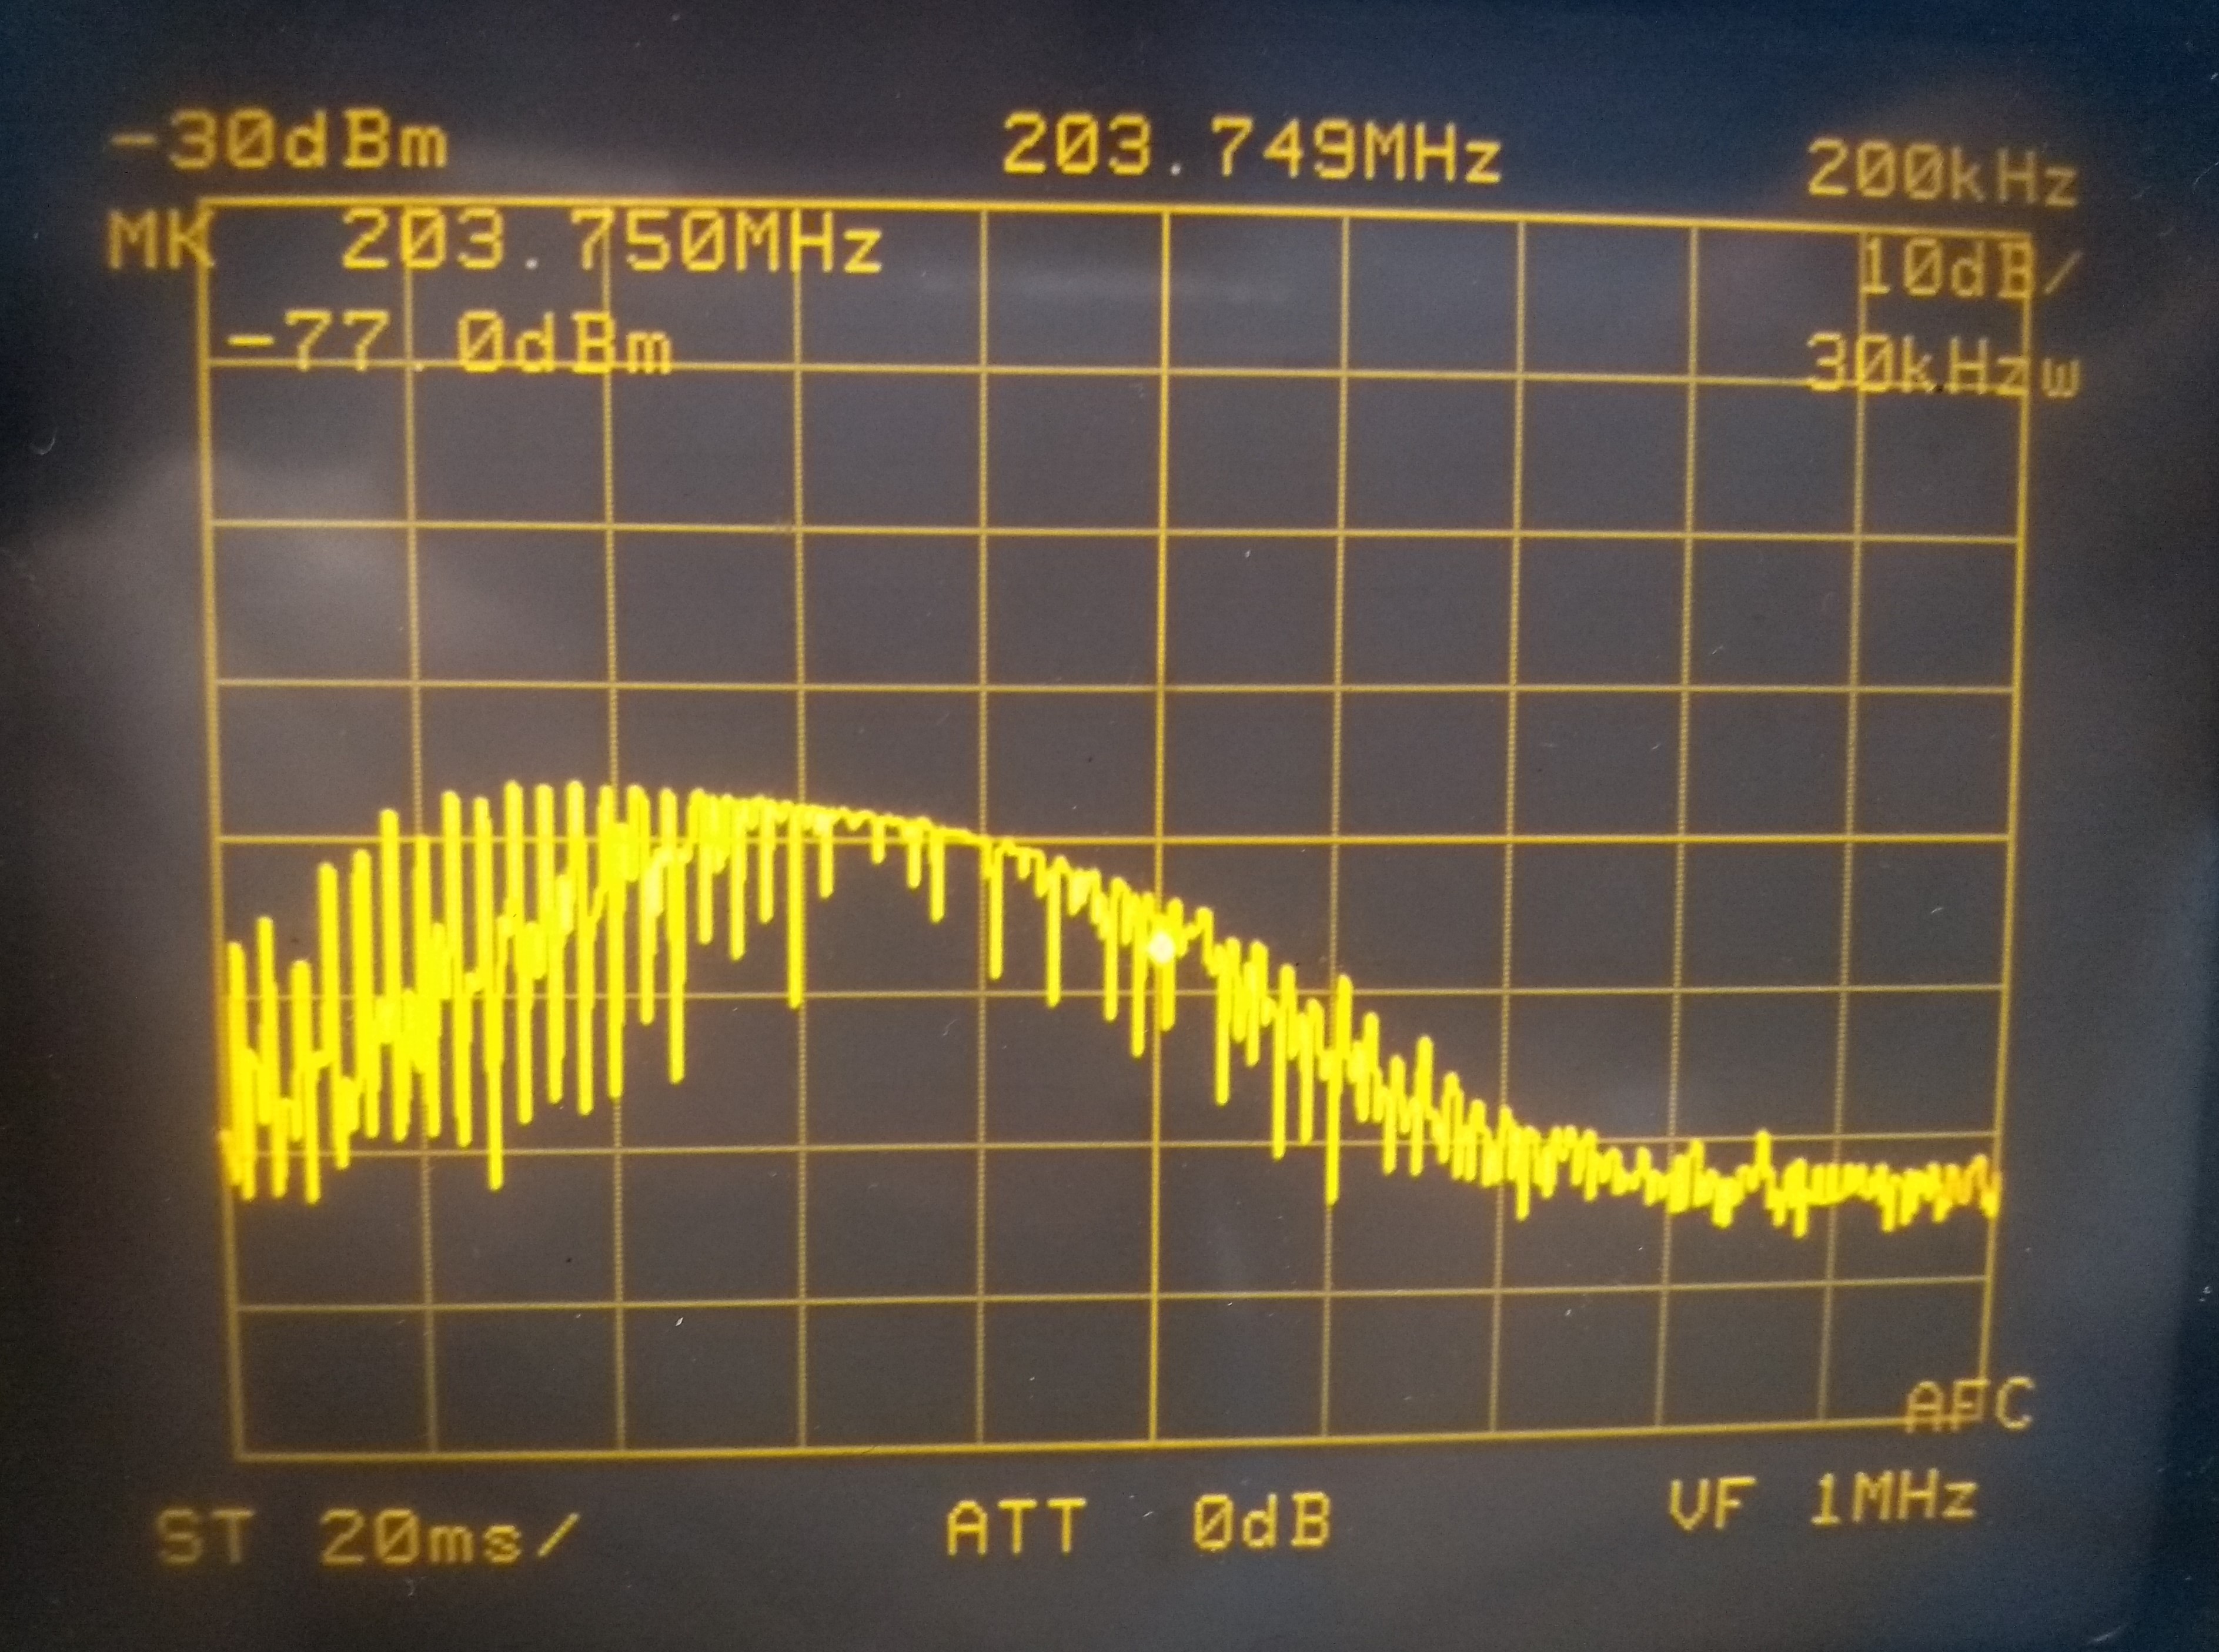 -30dBm 203.749MHz 200kHz
MK 203.750MHz 10dB/
-77.0dBm 30kHzw
AFC
ST 20ms/ ATT 0dB VF 1MHz